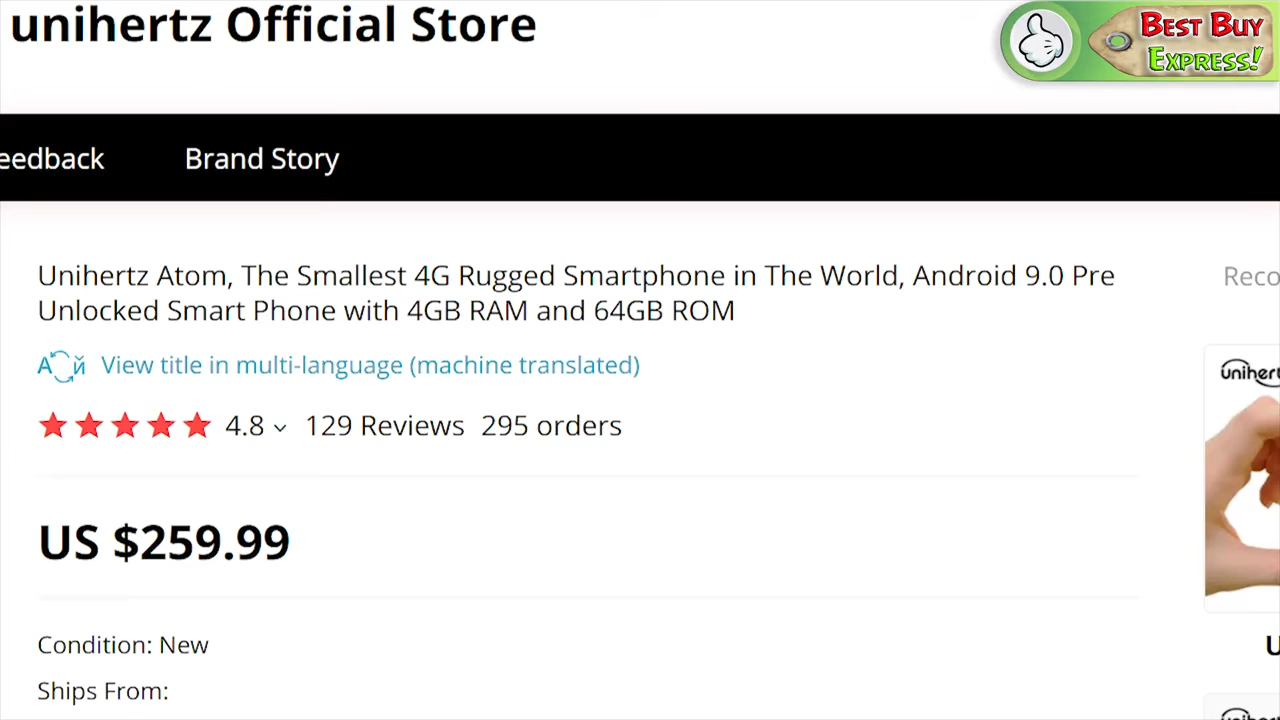 unihertz Official Store
BEST BUY
EXPRESS!
eedback
Brand Story
Unihertz Atom, The Smallest 4G Rugged Smartphone in The World, Android 9.0 Pre
Unlocked Smart Phone with 4GB RAM and 64GB ROM
Reco
View title in multi-language (machine translated)
unihert
4.8
129 Reviews
295 orders
US $259.99
Condition: New
U
Ships From: